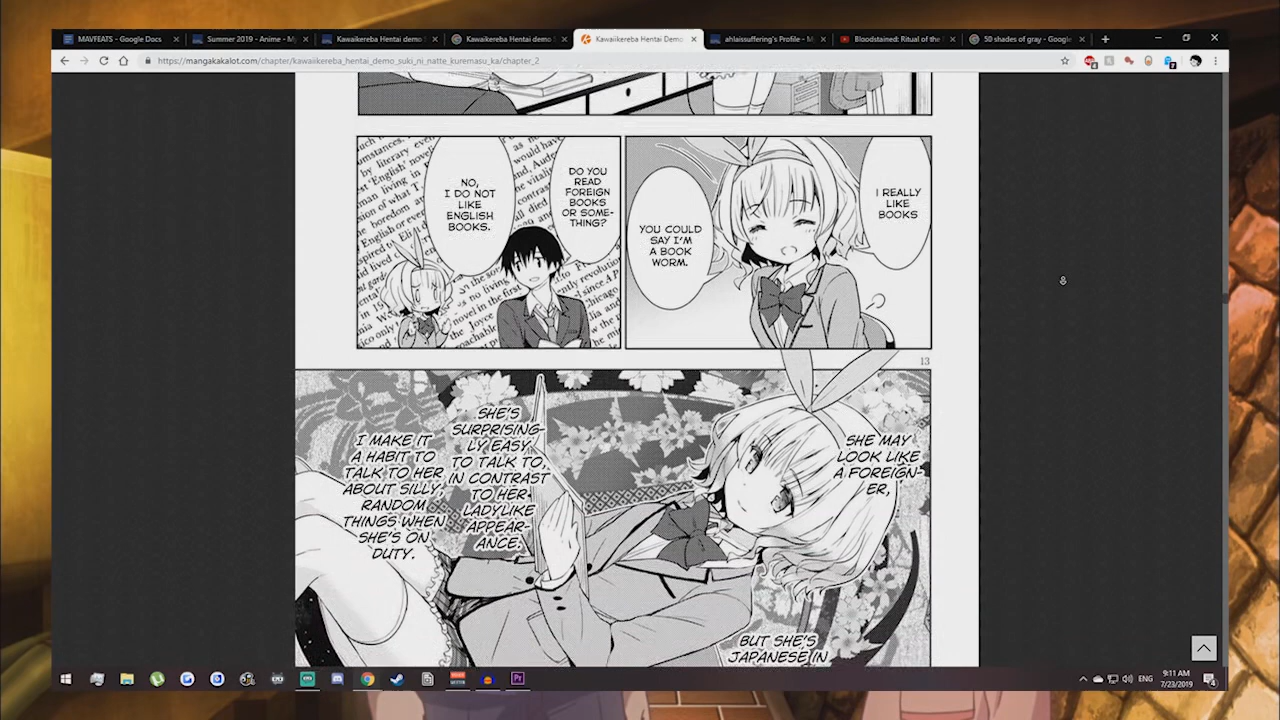 MAVFEATS - Google Docs
Summer 2019 - Anime - M
Kawaikereba Hentai demo
Kawaikereba Hentai demo S
Kawaiikereba Hentai Demo
ahlaissuffering's Profile - M
Bloodstained: Ritual of the
50 shades of gray - Google
https://mangakakalot.com/chapter/kawaiikereba_hentai_demo_suki_ni_natte_kuremasu_ka/chapter_2
I REALLY
LIKE
BOOKS
YOU COULD
SAY I'M
A BOOK
WORM.
DO YOU
READ
FOREIGN
BOOKS
OR SOME-
THING?
NO,
I DO NOT
LIKE
ENGLISH
BOOKS.
13
SHE MAY
LOOK LIKE
A FOREIGN-
ER,
BUT SHE'S
JAPANESE IN
SHE'S
SURPRISING-
LY EASY
TO TALK TO,
IN CONTRAST
TO HER
LADYLIKE
APPEAR-
ANCE.
I MAKE IT
A HABIT TO
TALK TO HER
ABOUT SILLY,
RANDOM
THINGS WHEN
SHE'S ON
DUTY.
Pr
ENG
9:11 AM
7/23/2019